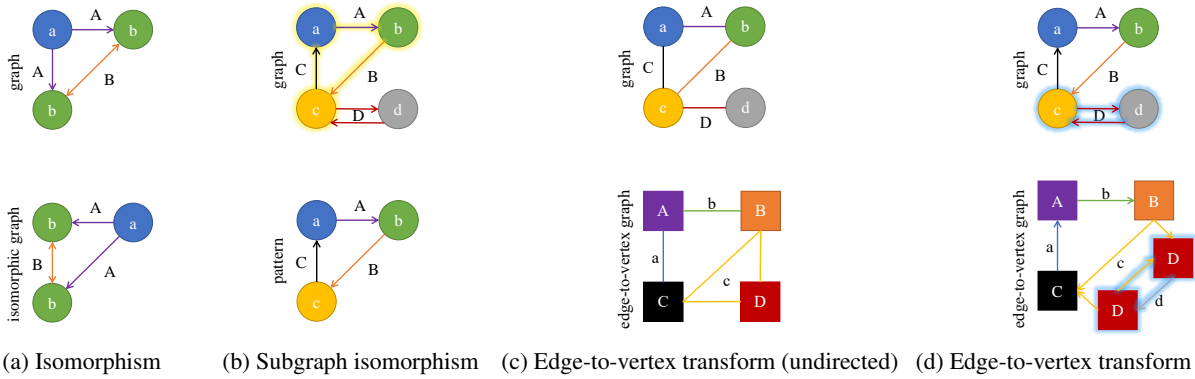 graph
a
A
b
A
B
b
isomorphic graph
b
A
a
B
A
b
(a) Isomorphism
graph
a
A
b
C
B
c
D
d
pattern
a
A
b
C
B
c
(b) Subgraph isomorphism
graph
a
A
b
C
B
c
D
d
edge-to-vertex graph
A
b
B
a
c
C
D
(c) Edge-to-vertex transform (undirected)
graph
a
A
b
C
B
c
D
d
edge-to-vertex graph
A
b
B
a
c
D
C
D
d
(d) Edge-to-vertex transform